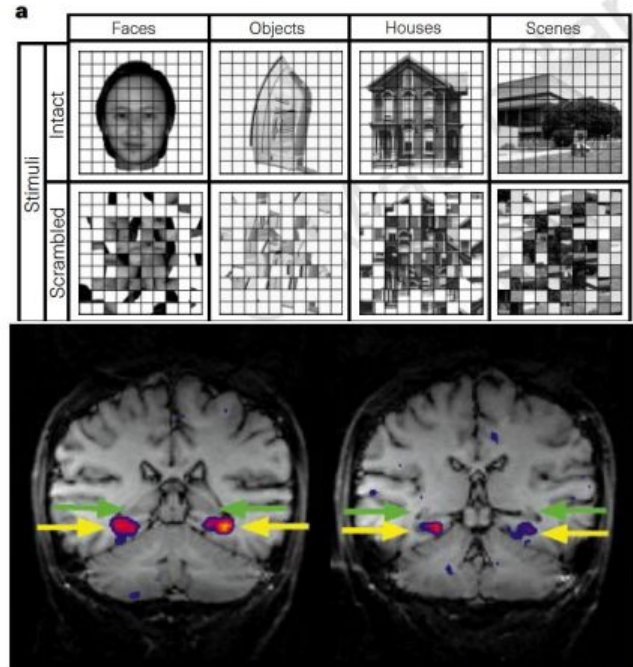 a
Faces Objects Houses Scenes
Stimuli
Intact
Scrambled